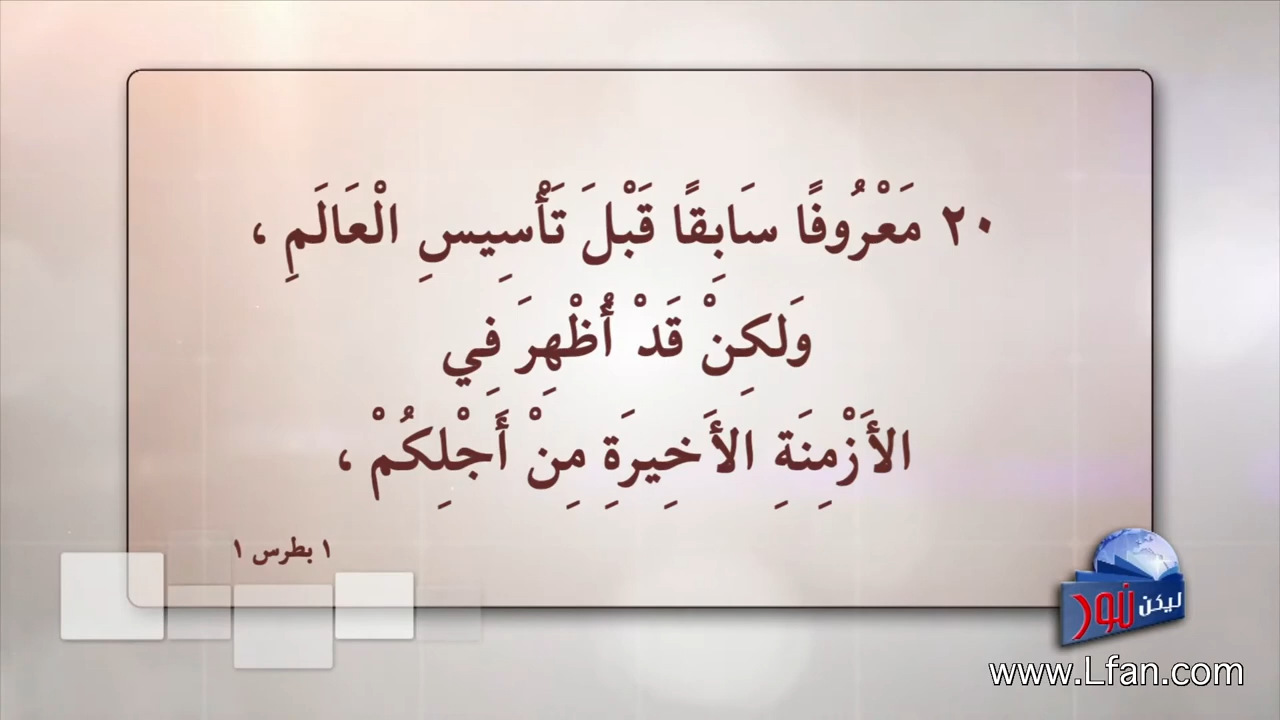 ٢٠ مَعْرُوفًا سَابِقًا قَبْلَ تَأْسِيسِ الْعَالَمِ ،
وَلكِنْ قَدْ أُظْهِرَ فِي
الأَزْمِنَةِ الأَخِيرَةِ مِنْ أَجْلِكُمْ ،
١ بطرس ١
ليكن نور
www.Lfan.com